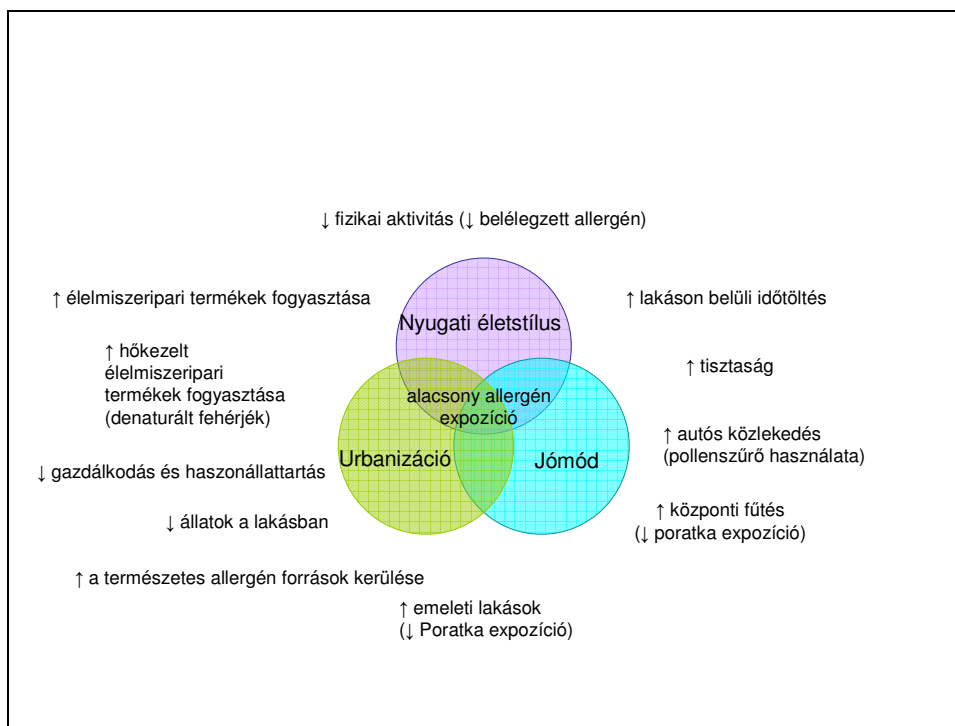 ↓ fizikai aktivitás (↓ belélegzett allergén)
↑ élelmiszeripari termékek fogyasztása
↑ lakáson belüli időtöltés
Nyugati életstílus
↑ hőkezelt
élelmiszeripari
termékek fogyasztása
(denaturált fehérjék)
↑ tisztaság
alacsony allergén
expozíció
↑ autós közlekedés
(pollenszűrő használata)
Urbanizáció
Jómód
↓ gazdálkodás és haszonállattartás
↓ állatok a lakásban
↑ központi fűtés
(↓ poratka expozíció)
↑ a természetes allergén források kerülése
↑ emeleti lakások
(↓ Poratka expozíció)